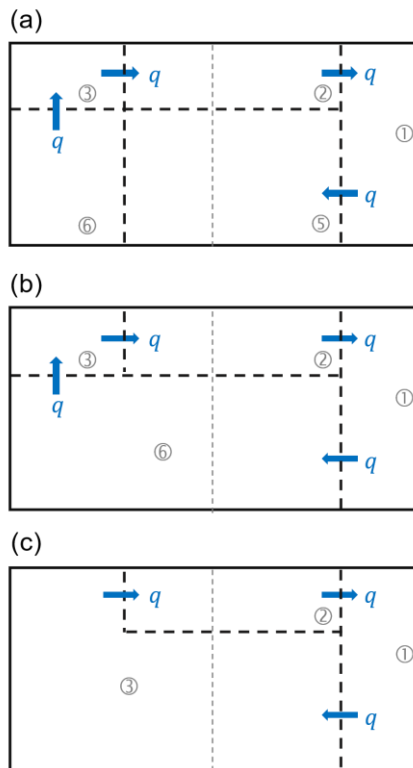 (a)
q q
③ ②
①
q
q
⑥ ⑤
(b)
q q
③ ②
①
q
⑥ q
(c)
q q
②
①
③
q